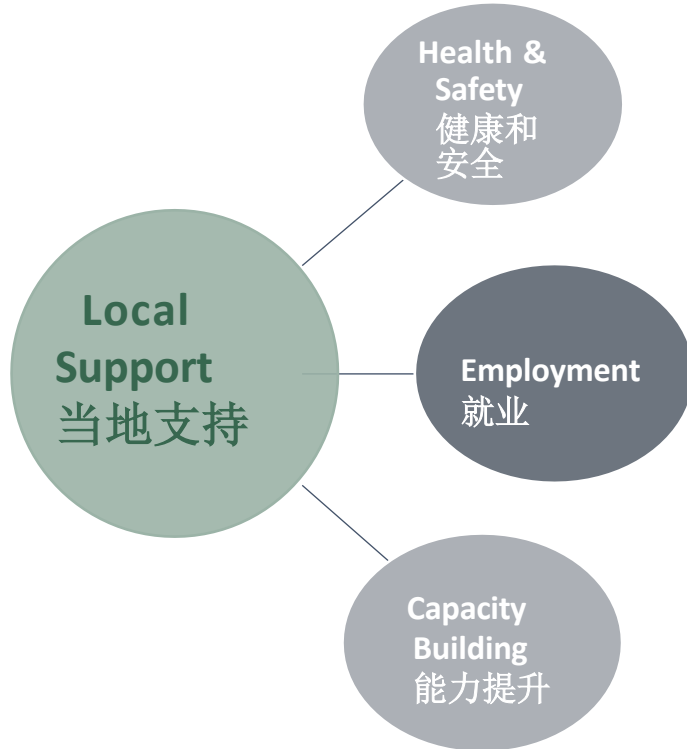 Health &
Safety
健康和
安全
Local
Support
当地支持
Employment
就业
Capacity
Building
能力提升